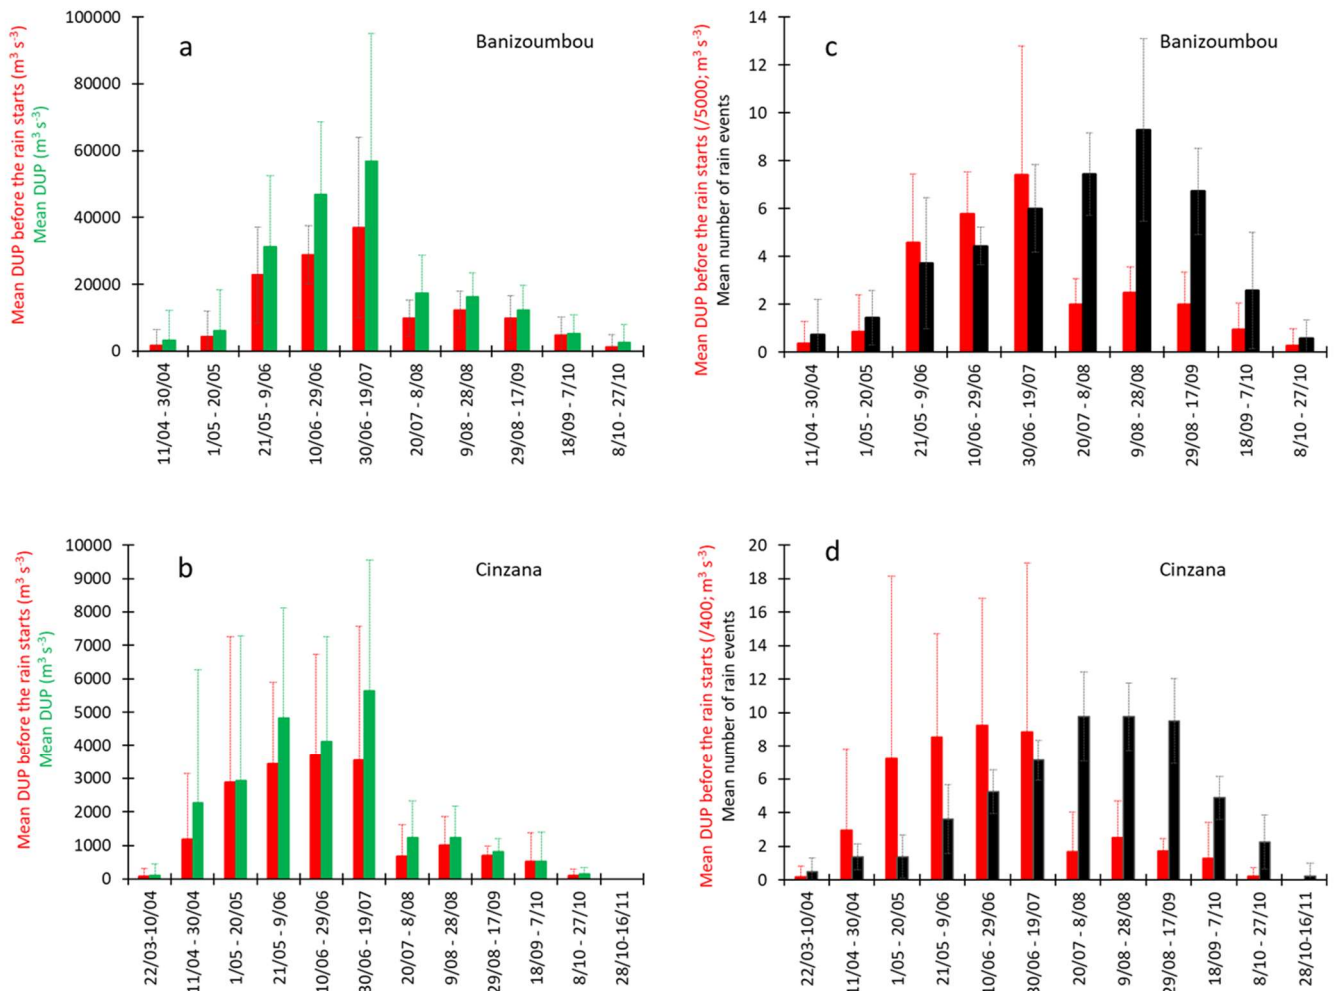 a
Banizoumbou
Mean DUP before the rain starts (m³ s⁻³)
Mean DUP (m³ s⁻³)
100000
80000
60000
40000
20000
0
11/04 - 30/04
1/05 - 20/05
21/05 - 9/06
10/06 - 29/06
30/06 - 19/07
20/07 - 8/08
9/08 - 28/08
29/08 - 17/09
18/09 - 7/10
8/10 - 27/10
c
Banizoumbou
Mean DUP before the rain starts (/5000; m³ s⁻³)
Mean number of rain events
14
12
10
8
6
4
2
0
11/04 - 30/04
1/05 - 20/05
21/05 - 9/06
10/06 - 29/06
30/06 - 19/07
20/07 - 8/08
9/08 - 28/08
29/08 - 17/09
18/09 - 7/10
8/10 - 27/10
b
Cinzana
Mean DUP before the rain starts (m³ s⁻³)
Mean DUP (m³ s⁻³)
10000
9000
8000
7000
6000
5000
4000
3000
2000
1000
0
22/03-10/04
11/04 - 30/04
1/05 - 20/05
21/05 - 9/06
10/06 - 29/06
30/06 - 19/07
20/07 - 8/08
9/08 - 28/08
29/08 - 17/09
18/09 - 7/10
8/10 - 27/10
28/10-16/11
d
Cinzana
Mean DUP before the rain starts (/400; m³ s⁻³)
Mean number of rain events
20
18
16
14
12
10
8
6
4
2
0
22/03-10/04
11/04 - 30/04
1/05 - 20/05
21/05 - 9/06
10/06 - 29/06
30/06 - 19/07
20/07 - 8/08
9/08 - 28/08
29/08 - 17/09
18/09 - 7/10
8/10 - 27/10
28/10-16/11